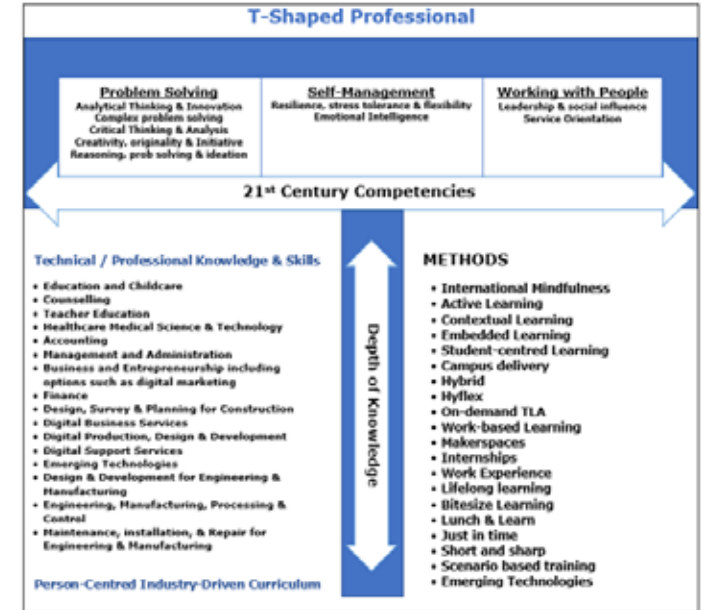 T-Shaped Professional
Problem Solving
Analytical Thinking & Innovation
Complex problem solving
Critical Thinking & Analysis
Creativity, originality & Initiative
Reasoning, prob solving & ideation
Self-Management
Resilience, stress tolerance & flexibility
Emotional Intelligence
Working with People
Leadership & social influence
Service Orientation
21st Century Competencies
Technical / Professional Knowledge & Skills
• Education and Childcare
• Counselling
• Teacher Education
• Healthcare Medical Science & Technology
• Accounting
• Management and Administration
• Business and Entrepreneurship including
options such as digital marketing
• Finance
• Design, Survey & Planning for Construction
• Digital Business Services
• Digital Production, Design & Development
• Digital Support Services
• Emerging Technologies
• Design & Development for Engineering &
Manufacturing
• Engineering, Manufacturing, Processing &
Control
• Maintenance, installation, & Repair for
Engineering & Manufacturing
Person-Centred Industry-Driven Curriculum
Depth of Knowledge
METHODS
• International Mindfulness
• Active Learning
• Contextual Learning
• Embedded Learning
• Student-centred Learning
• Campus delivery
• Hybrid
• Hyflex
• On-demand TLA
• Work-based Learning
• Makerspaces
• Internships
• Work Experience
• Lifelong learning
• Bitesize Learning
• Lunch & Learn
• Just in time
• Short and sharp
• Scenario based training
• Emerging Technologies